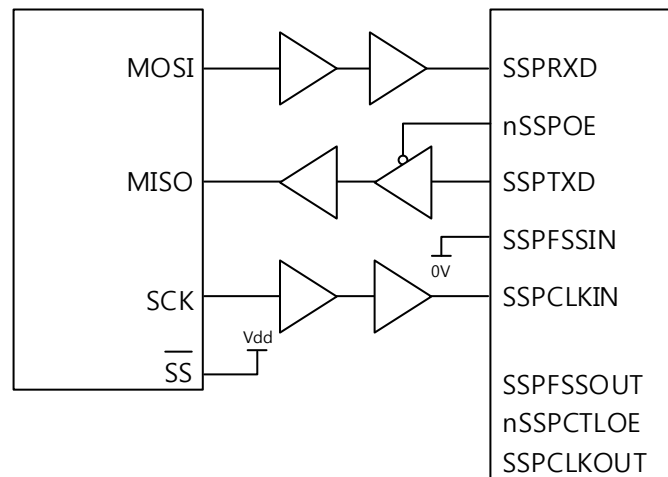 MOSI
SSPRXD
nSSPOE
MISO
SSPTXD
SSPFSSIN
0V
SCK
SSPCLKIN
Vdd
SS
SSPFSSOUT
nSSPCTLOE
SSPCLKOUT